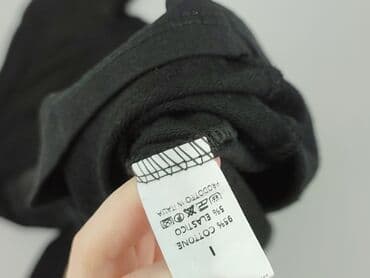 I
95% COTTONE
5% ELASTICO
PRODOTTO IN ITALIA